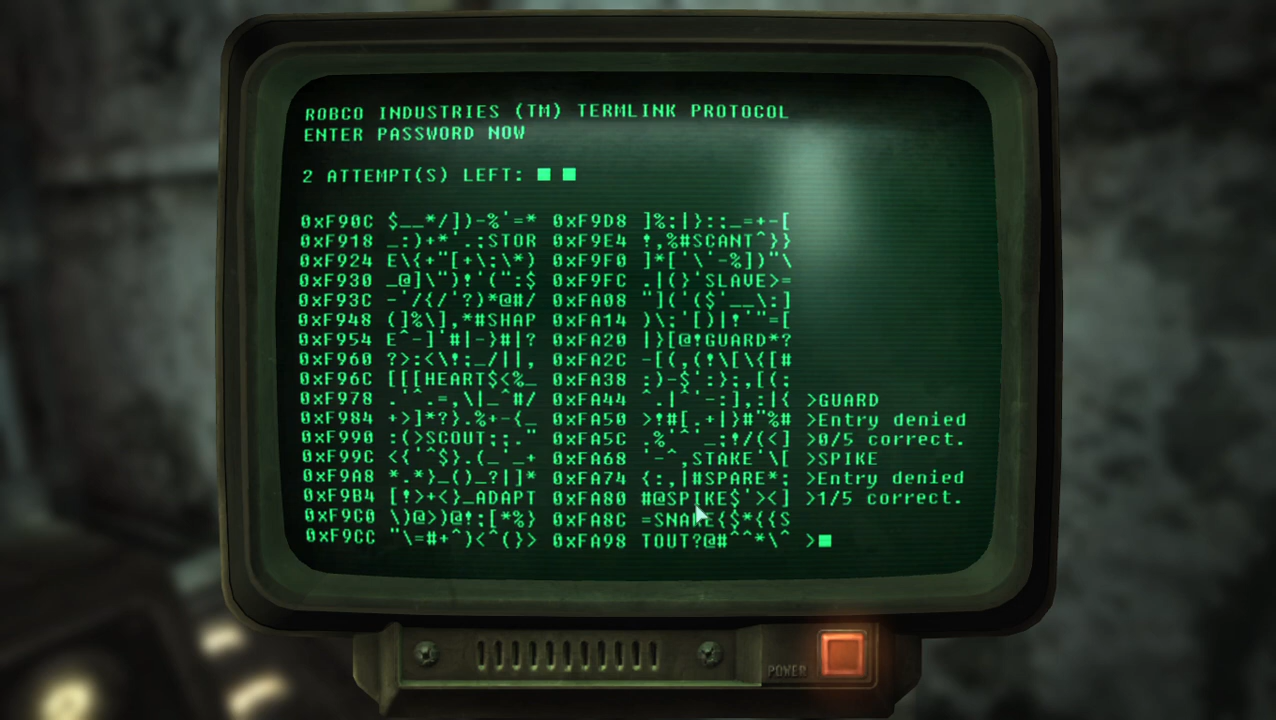 ROBCO INDUSTRIES (TM) TERMLINK PROTOCOL
ENTER PASSWORD NOW
2 ATTEMPT(S) LEFT: ■ ■
0xF90C $__*/])-%'=* 0xF9D8 ]%;|}:;_=+-[
0xF918 _:)+*'.:STOR 0xF9E4 !,%#SCANT^}}
0xF924 E\{+"[+\;\*) 0xF9F0 ]*['\'-%])"\
0xF930 _@]\")!'(":$ 0xF9FC .|(}'SLAVE>=
0xF93C -'/{/'?)*@#/ 0xFA08 "]('($'__\:]
0xF948 (]%\],*#SHAP 0xFA14 )\;'[)|!'"=[
0xF954 E^-]'#|-}#|? 0xFA20 |}[@!GUARD*?
0xF960 ?>:<\!;_/||, 0xFA2C -[(,(!\[\{[#
0xF96C [[[HEART$<%_ 0xFA38 :)-$':};,[(;
0xF978 .'^.=,\|_^#/ 0xFA44 ^.|^'-:],:|{ >GUARD
0xF984 +>]*?}.%+-{_ 0xFA50 >!#[.+|}#"%# >Entry denied
0xF990 :(>SCOUT;:." 0xFA5C .%'^ _;!/(<] >0/5 correct.
0xF99C <{'^$}.(_'_+ 0xFA68 '-^,STAKE'\[ >SPIKE
0xF9A8 *.*}_()_?|]* 0xFA74 {:,|#SPARE*; >Entry denied
0xF9B4 [!>+<}_ADAPT 0xFA80 #@SPIKE$'><] >1/5 correct.
0xF9C0 \)@>)@!;[*%} 0xFA8C =SNAKE{$*{{S
0xF9CC "\=#+^)<^(}> 0xFA98 TOUT?@#^^*\^ >■
POWER